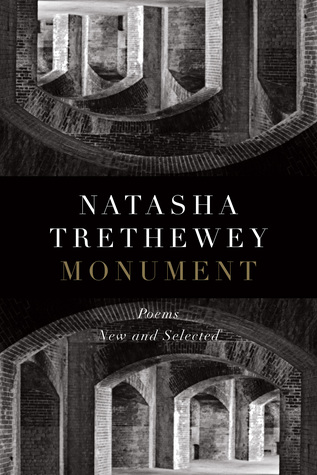 NATASHA
TRETHEWEY
MONUMENT
Poems
New and Selected